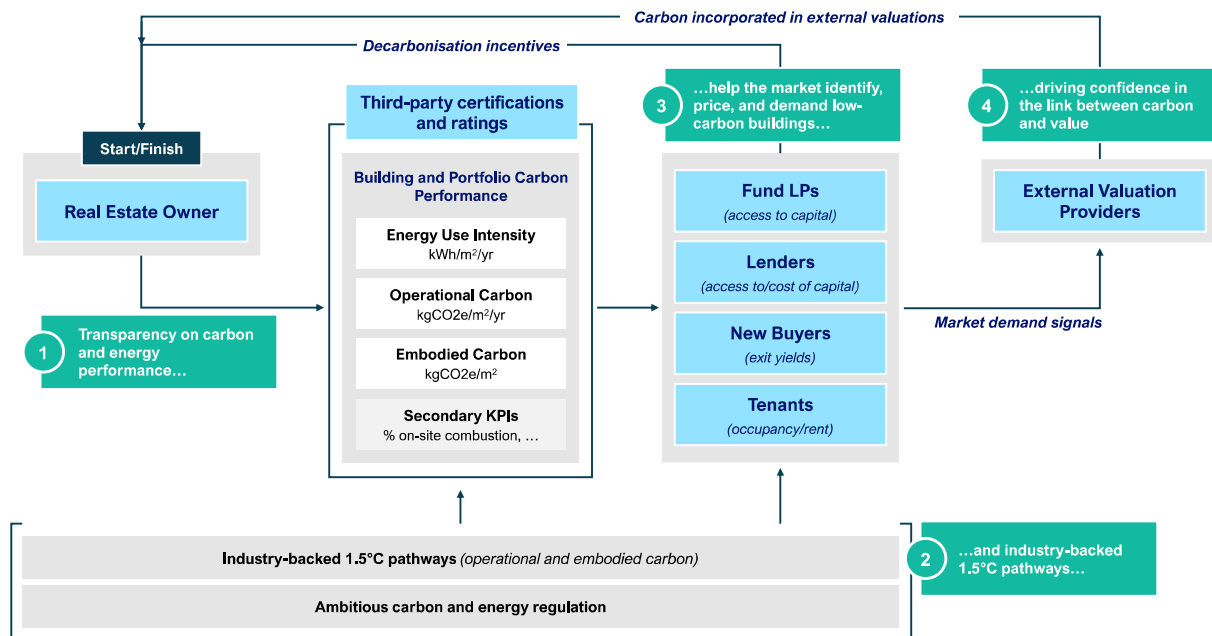 Carbon incorporated in external valuations
Decarbonisation incentives
Start/Finish
Real Estate Owner
1
Transparency on carbon
and energy
performance…
Third-party certifications
and ratings
Building and Portfolio Carbon
Performance
Energy Use Intensity
kWh/m²/yr
Operational Carbon
kgCO2e/m²/yr
Embodied Carbon
kgCO2e/m²
Secondary KPIs
% on-site combustion, …
3
…help the market identify,
price, and demand low-
carbon buildings…
Fund LPs
(access to capital)
Lenders
(access to/cost of capital)
New Buyers
(exit yields)
Tenants
(occupancy/rent)
Market demand signals
4
…driving confidence in
the link between carbon
and value
External Valuation
Providers
Industry-backed 1.5°C pathways (operational and embodied carbon)
Ambitious carbon and energy regulation
2
…and industry-backed
1.5°C pathways…